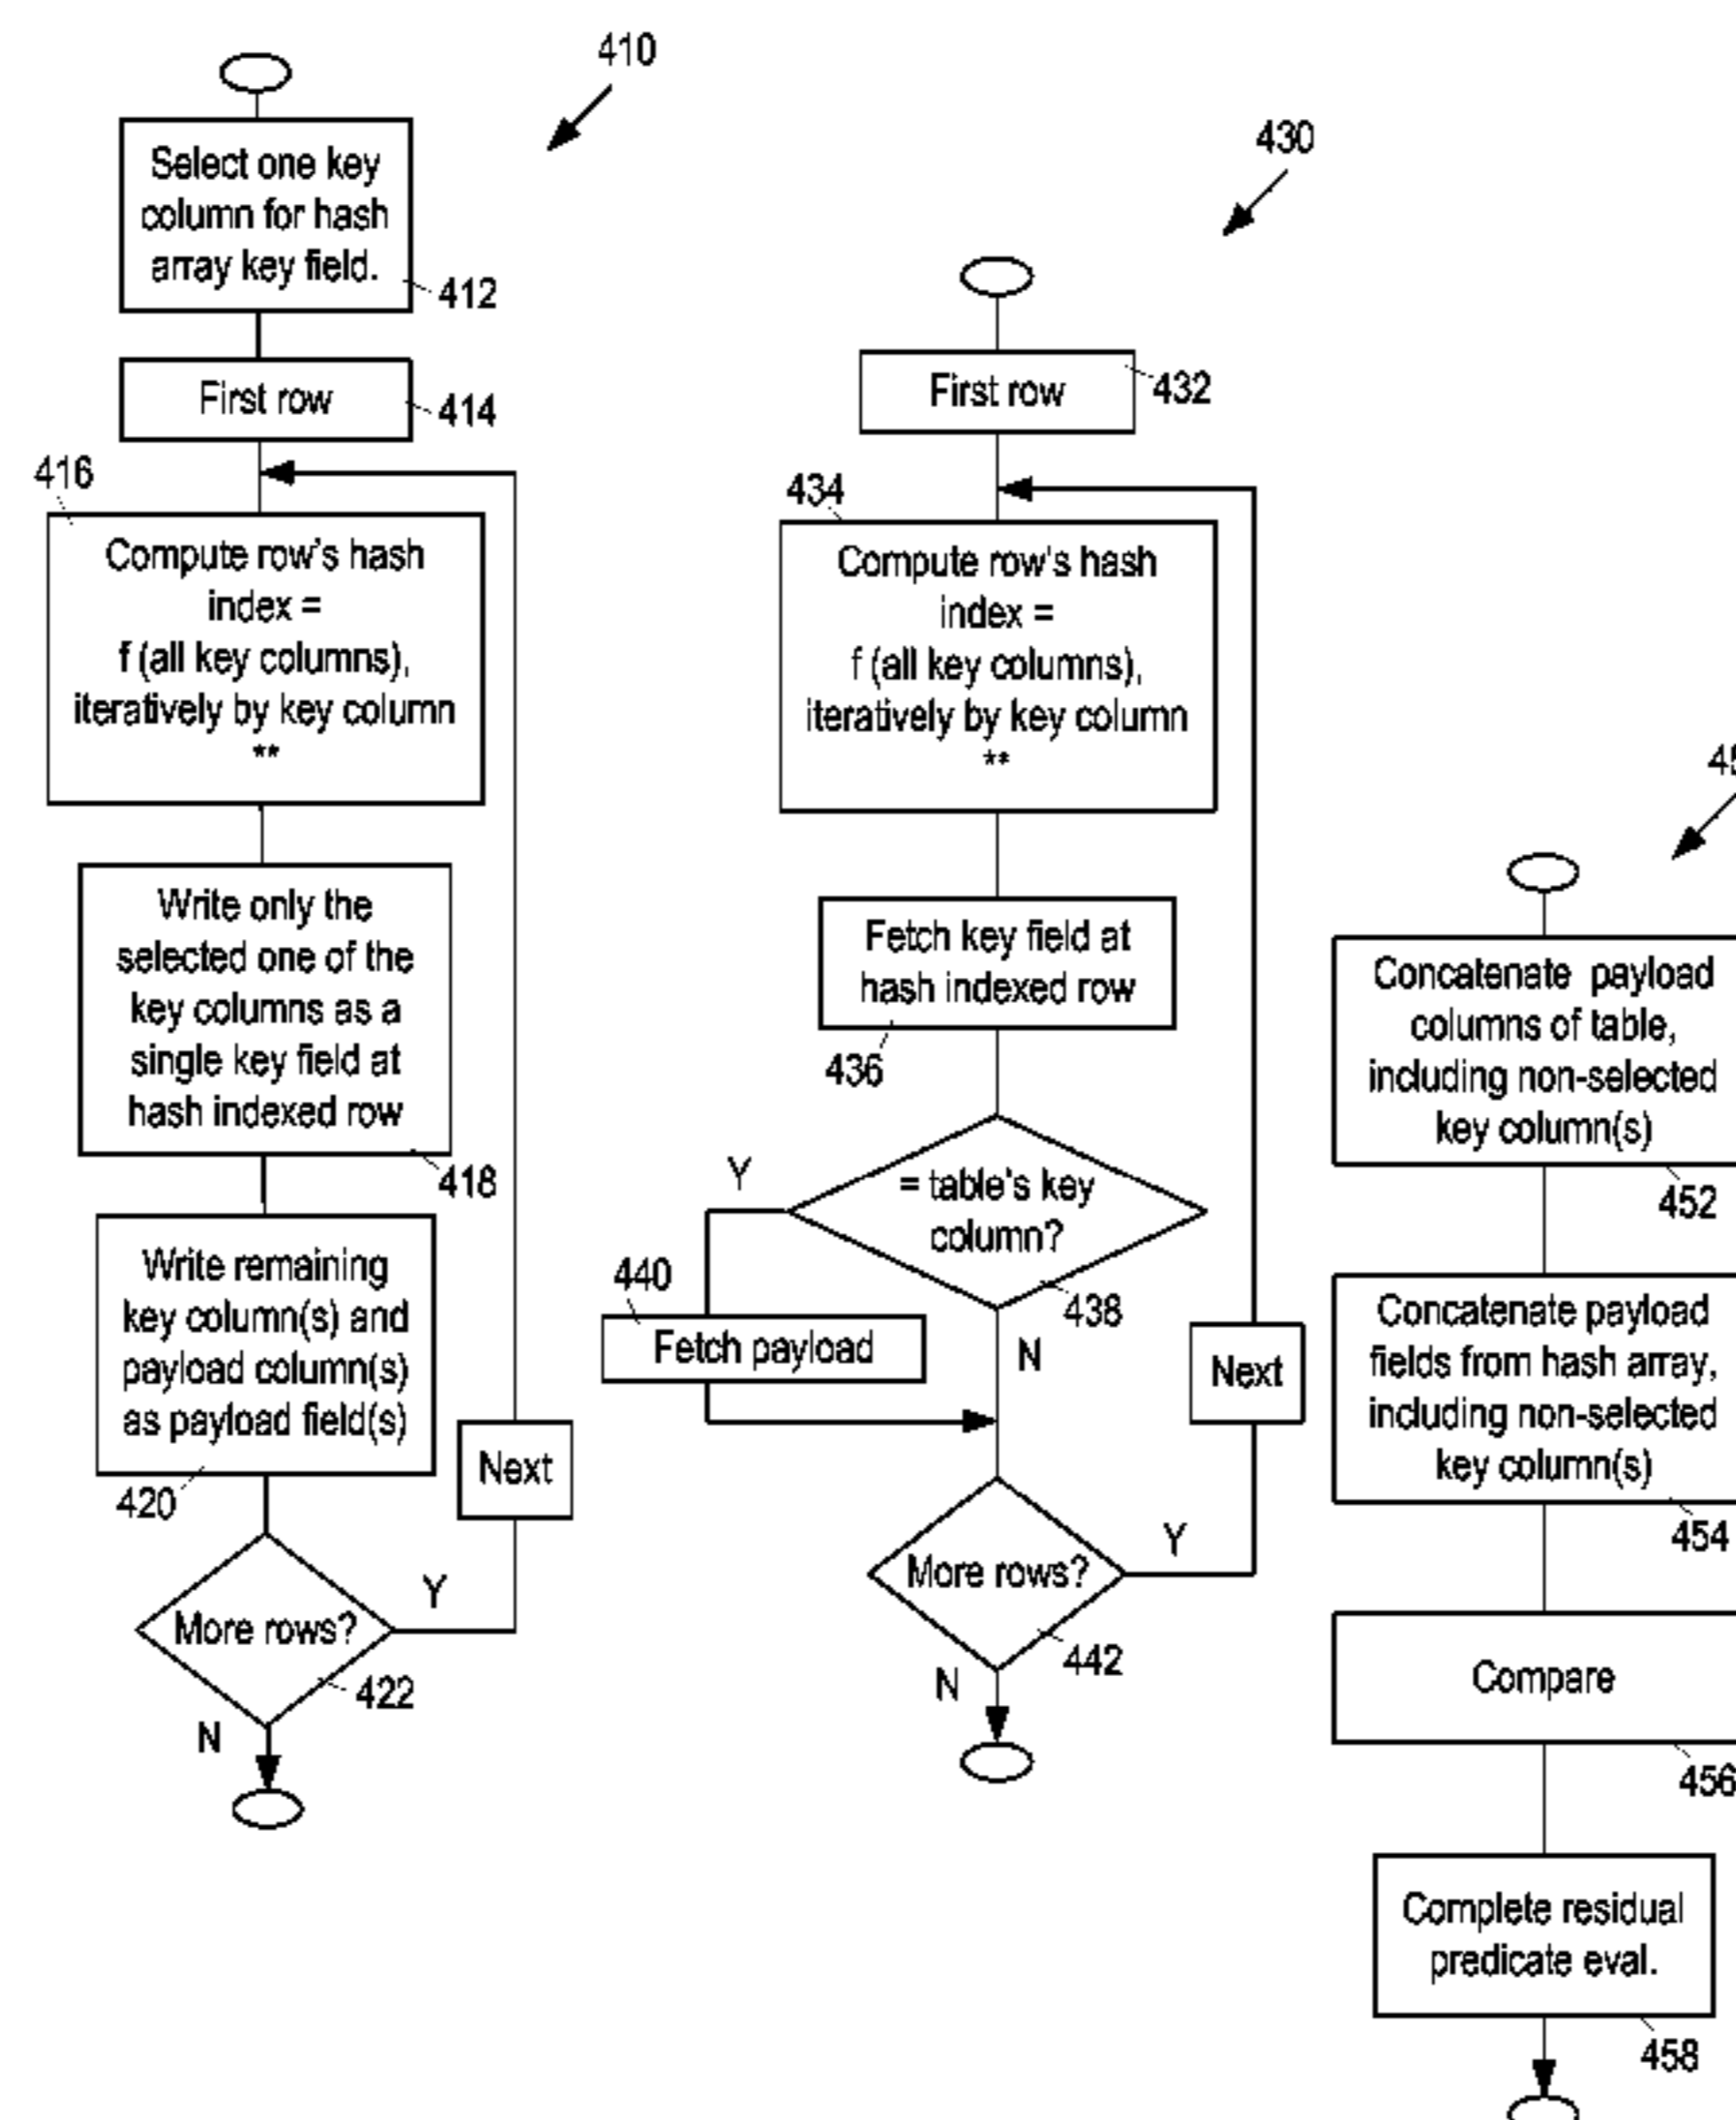 410
Select one key
column for hash
array key field.
412
First row
414
416
Compute row's hash
index =
f (all key columns),
iteratively by key column
**
Write only the
selected one of the
key columns as a
single key field at
hash indexed row
418
Write remaining
key column(s) and
payload column(s)
as payload field(s)
420
Next
More rows?
Y
422
N
430
First row
432
434
Compute row's hash
index =
f (all key columns),
iteratively by key column
**
Fetch key field at
hash indexed row
436
Y
= table's key
column?
438
440
Fetch payload
N
Next
More rows?
Y
442
N
Concatenate payload
columns of table,
including non-selected
key column(s)
452
Concatenate payload
fields from hash array,
including non-selected
key column(s)
454
Compare
456
Complete residual
predicate eval.
458